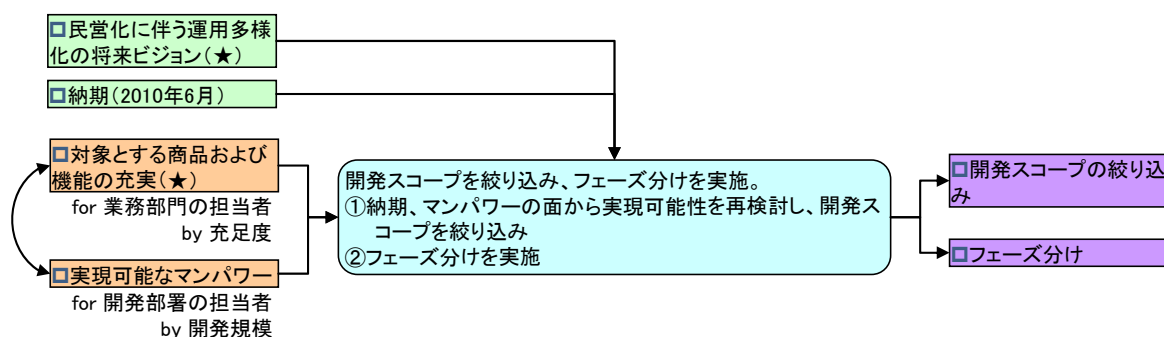 □民営化に伴う運用多様
化の将来ビジョン(★)
□納期(2010年6月)
□対象とする商品および
機能の充実(★)
for 業務部門の担当者
by 充足度
□実現可能なマンパワー
for 開発部署の担当者
by 開発規模
開発スコープを絞り込み、フェーズ分けを実施。
①納期、マンパワーの面から実現可能性を再検討し、開発ス
コープを絞り込み
②フェーズ分けを実施
□開発スコープの絞り込
み
□フェーズ分け